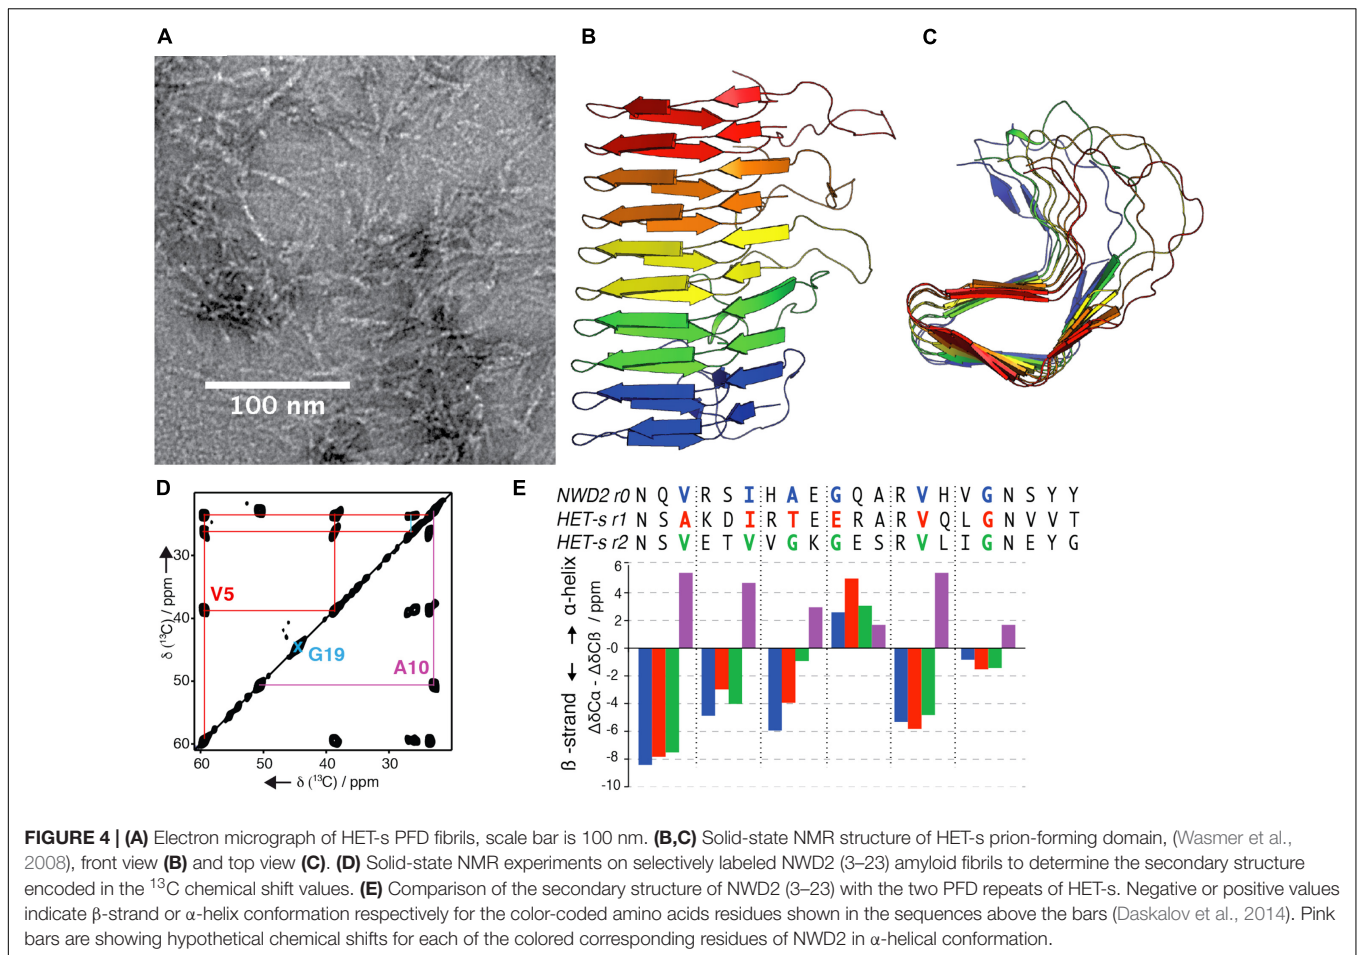 A
B
C
100 nm
D
30
40
50
60
δ (¹³C) / ppm
V5
G19
A10
60
50
40
30
δ (¹³C) / ppm
E
NWD2 r0 N Q V R S I H A E G Q A R V H V G N S Y Y
HET-s r1 N S A K D I R T E E R A R V Q L G N V V T
HET-s r2 N S V E T V V G K G E S R V L I G N E Y G
ß -strand ← → α-helix
ΔδCα - ΔδCß / ppm
6
4
2
-0
-2
-4
-6
-8
-10
FIGURE 4 | (A) Electron micrograph of HET-s PFD fibrils, scale bar is 100 nm. (B,C) Solid-state NMR structure of HET-s prion-forming domain, (Wasmer et al.,
2008), front view (B) and top view (C). (D) Solid-state NMR experiments on selectively labeled NWD2 (3–23) amyloid fibrils to determine the secondary structure
encoded in the ¹³C chemical shift values. (E) Comparison of the secondary structure of NWD2 (3–23) with the two PFD repeats of HET-s. Negative or positive values
indicate β-strand or α-helix conformation respectively for the color-coded amino acids residues shown in the sequences above the bars (Daskalov et al., 2014). Pink
bars are showing hypothetical chemical shifts for each of the colored corresponding residues of NWD2 in α-helical conformation.